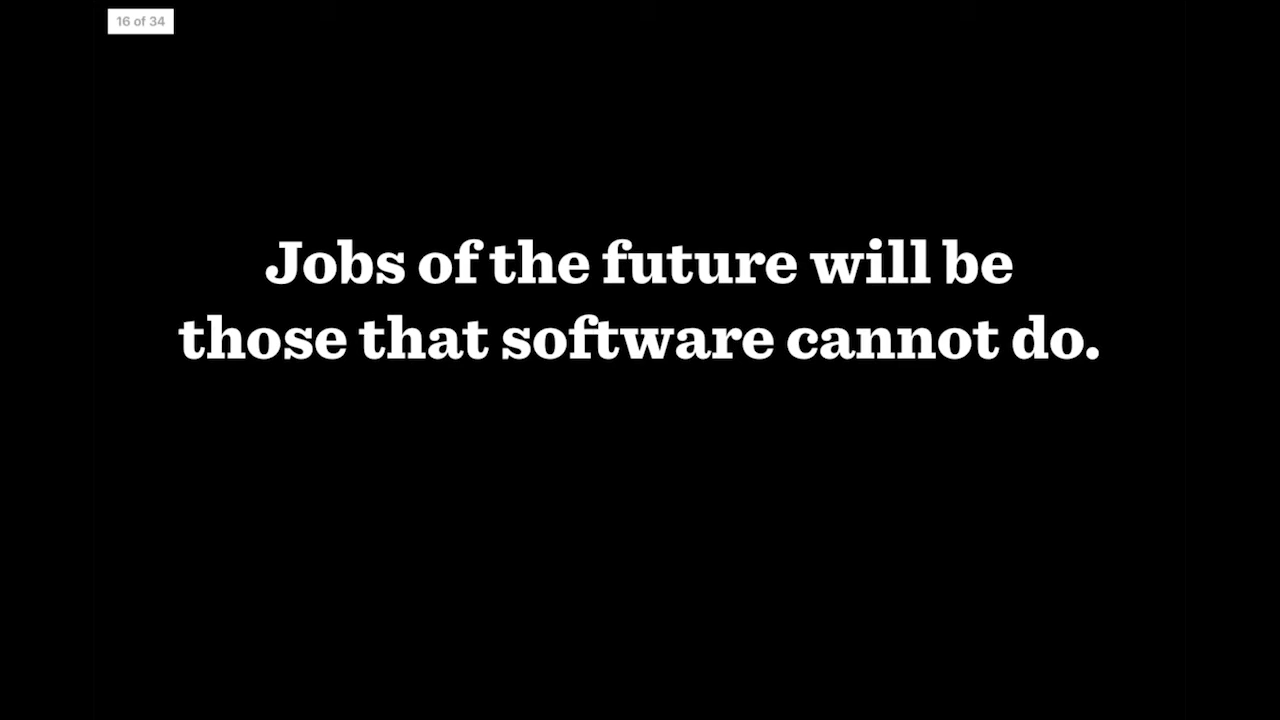 16 of 34
Jobs of the future will be
those that software cannot do.